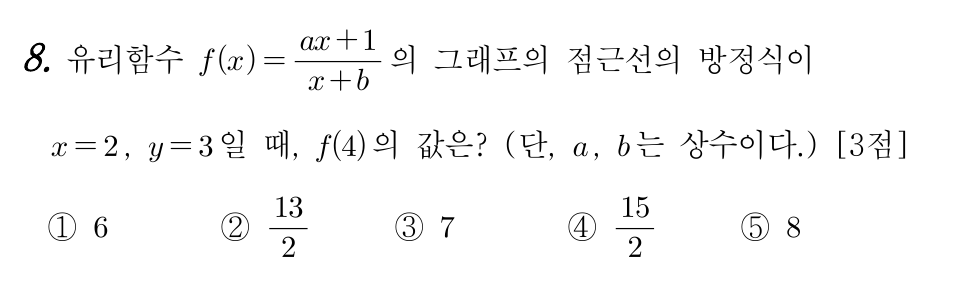 8. 유리함수 f(x) = \frac{ax+1}{x+b} 의 그래프의 점근선의 방정식이
x=2, y=3일 때, f(4)의 값은? (단, a, b는 상수이다.) [3점]
① 6 ② \frac{13}{2} ③ 7 ④ \frac{15}{2} ⑤ 8